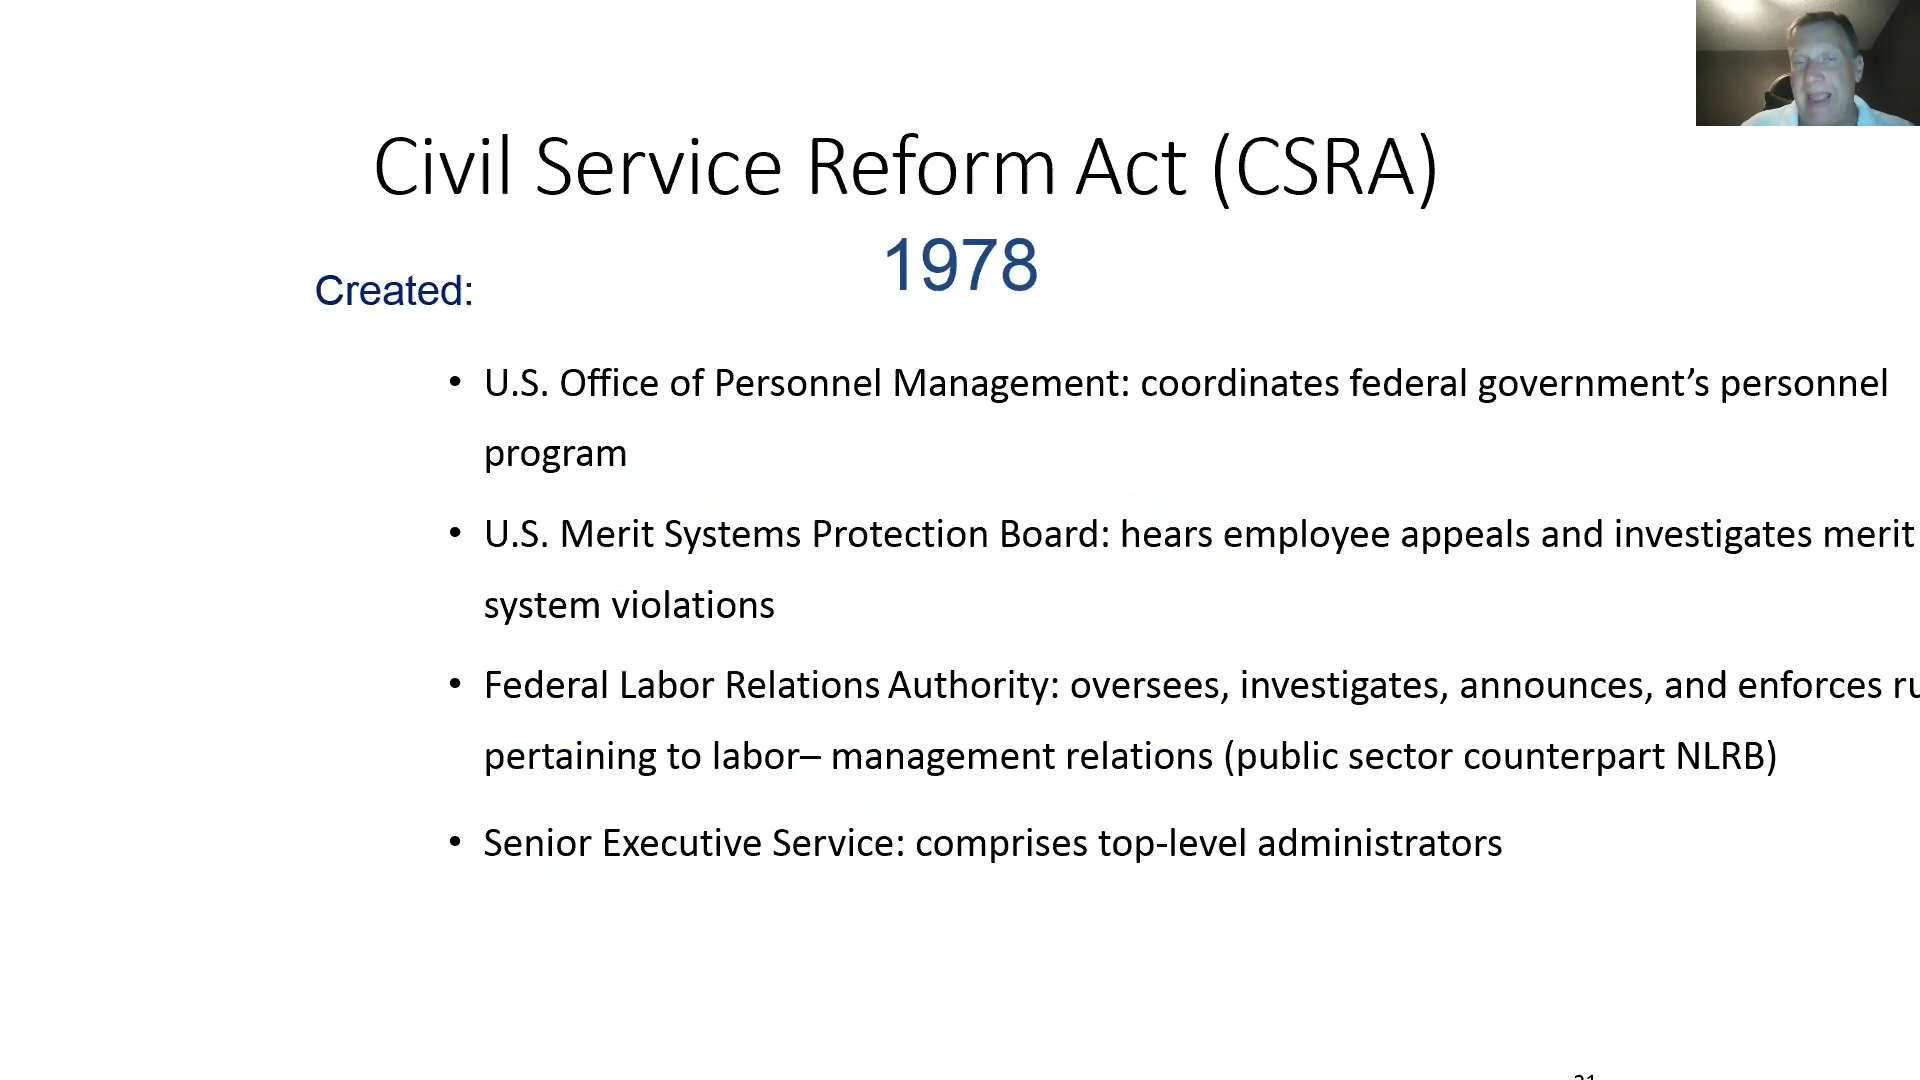 Civil Service Reform Act (CSRA)
1978
Created:
• U.S. Office of Personnel Management: coordinates federal government’s personnel
program
• U.S. Merit Systems Protection Board: hears employee appeals and investigates merit
system violations
• Federal Labor Relations Authority: oversees, investigates, announces, and enforces
pertaining to labor– management relations (public sector counterpart NLRB)
• Senior Executive Service: comprises top-level administrators